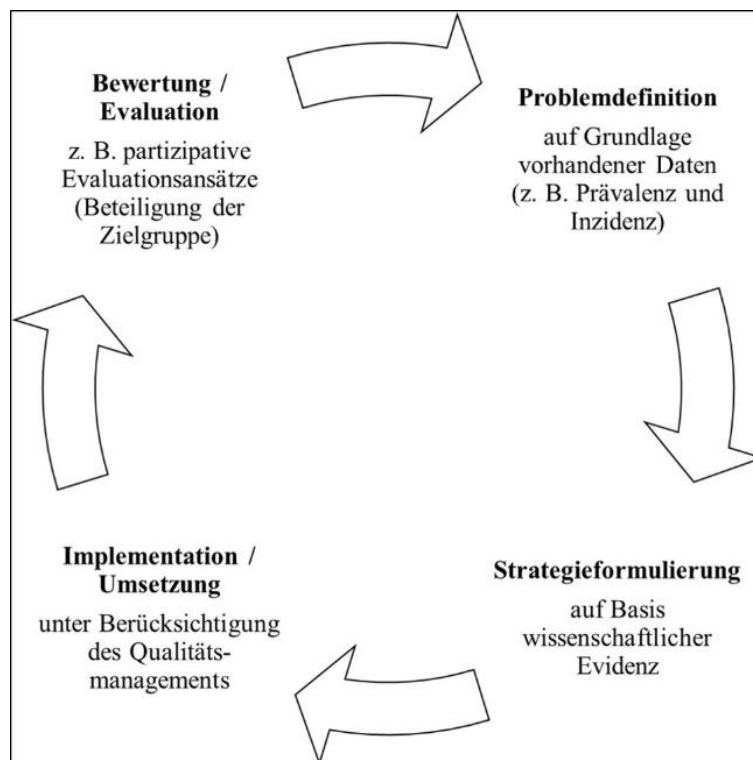 Bewertung /
Evaluation
z. B. partizipative
Evaluationsansätze
(Beteiligung der
Zielgruppe)
Problemdefinition
auf Grundlage
vorhandener Daten
(z. B. Prävalenz und
Inzidenz)
Strategieformulierung
auf Basis
wissenschaftlicher
Evidenz
Implementation /
Umsetzung
unter Berücksichtigung
des Qualitäts-
managements